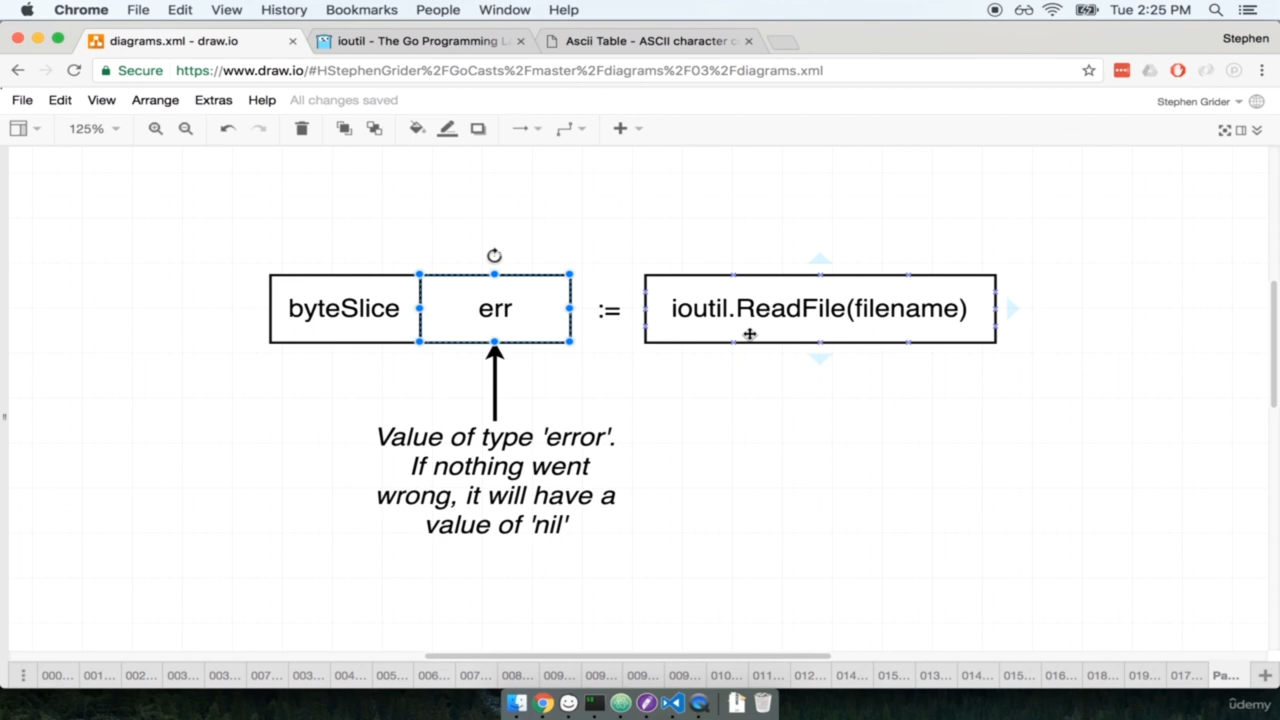 Chrome File Edit View History Bookmarks People Window Help Tue 2:25 PM
diagrams.xml - draw.io ioutil - The Go Programming L Ascii Table - ASCII character c Stephen
Secure https://www.draw.io/#HStephenGrider%2FGoCasts%2Fmaster%2Fdiagrams%2F03%2Fdiagrams.xml
File Edit View Arrange Extras Help All changes saved Stephen Grider
125%
byteSlice err := ioutil.ReadFile(filename)
Value of type 'error'.
If nothing went
wrong, it will have a
value of 'nil'
000... 001... 002... 003... 003... 007... 003... 004... 005... 006... 007... 008... 009... 009... 009... 009... 010... 011... 012... 014... 015... 013... 014... 014... 015... 016... 018... 019... 017... Pa...
ûdemy